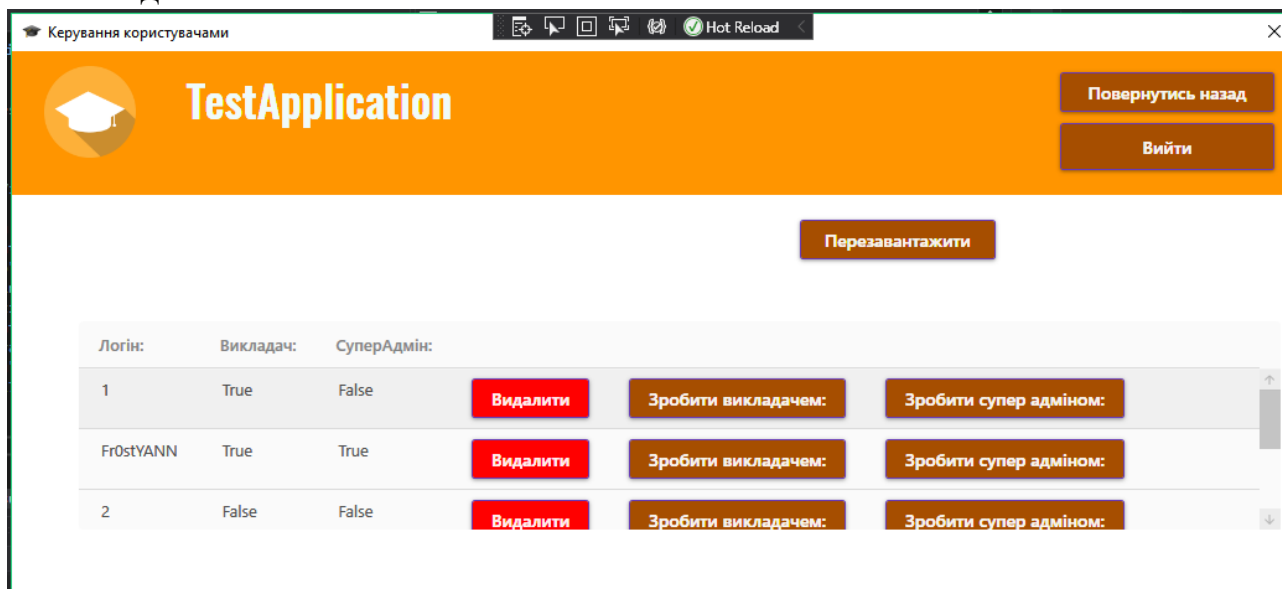 Керування користувачами
Hot Reload
TestApplication
Повернутись назад
Вийти
Перезавантажити
Логін: Викладач: СуперАдмін:
1 True False Видалити Зробити викладачем: Зробити супер адміном:
Fr0stYANN True True Видалити Зробити викладачем: Зробити супер адміном:
2 False False Видалити Зробити викладачем: Зробити супер адміном: